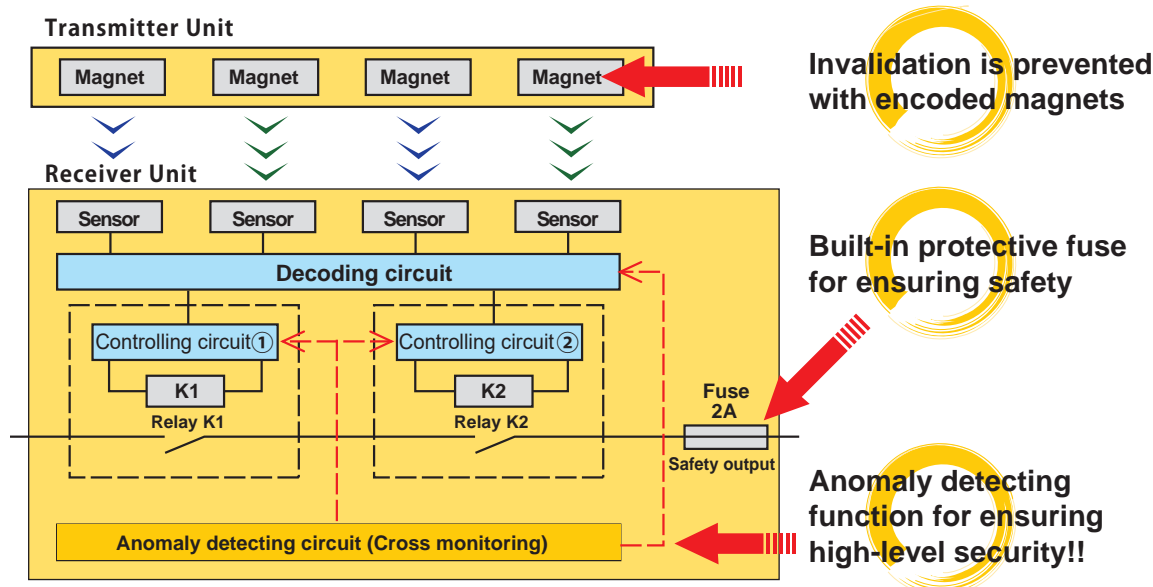 Transmitter Unit
Magnet
Magnet
Magnet
Magnet
Invalidation is prevented
with encoded magnets
Receiver Unit
Sensor
Sensor
Sensor
Sensor
Decoding circuit
Built-in protective fuse
for ensuring safety
Controlling circuit①
Controlling circuit②
K1
K2
Relay K1
Relay K2
Fuse
2A
Safety output
Anomaly detecting circuit (Cross monitoring)
Anomaly detecting
function for ensuring
high-level security!!